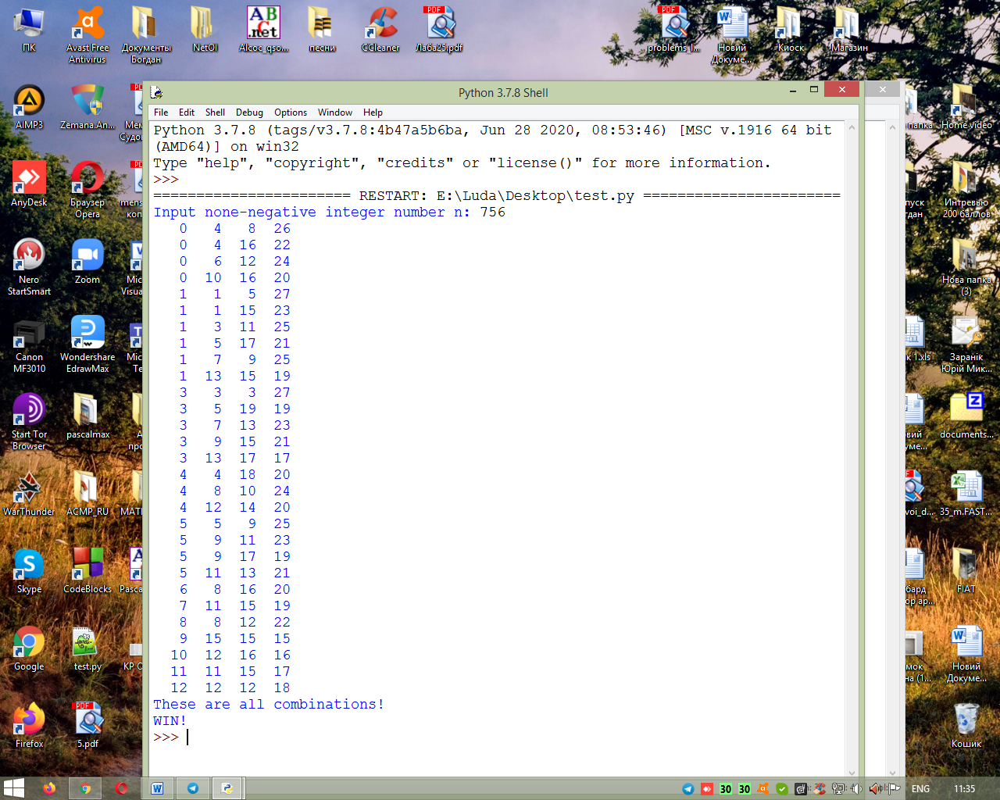 ПК
Avast Free
Antivirus
Документы
Богдан
NetOI
Alcoc_qso...
песни
CCleaner
Лаба25.pdf
problems_l...
Новий
Докуме...
Киоск
Магазин
AIMP3
Zemana.An...
Home video
Python 3.7.8 Shell
File Edit Shell Debug Options Window Help
Python 3.7.8 (tags/v3.7.8:4b47a5b6ba, Jun 28 2020, 08:53:46) [MSC v.1916 64 bit
(AMD64)] on win32
Type "help", "copyright", "credits" or "license()" for more information.
>>>
======================= RESTART: E:\Luda\Desktop\test.py =======================
Input none-negative integer number n: 756
0 4 8 26
0 4 16 22
0 6 12 24
0 10 16 20
1 1 5 27
1 1 15 23
1 3 11 25
1 5 17 21
1 7 9 25
1 13 15 19
3 3 3 27
3 5 19 19
3 7 13 23
3 9 15 21
3 13 17 17
4 4 18 20
4 8 10 24
4 12 14 20
5 5 9 25
5 9 11 23
5 9 17 19
5 11 13 21
6 8 16 20
7 11 15 19
8 8 12 22
9 15 15 15
10 12 16 16
11 11 15 17
12 12 12 18
These are all combinations!
WIN!
>>>
AnyDesk
Браузер
Opera
Интревью
200 баллов
Nero
StartSmart
Zoom
Нова папка
(3)
Canon
MF3010
Wondershare
EdrawMax
к 1.xls
Заранік
Юрій Мик...
Start Tor
Browser
pascalmax
documents...
WarThunder
ACMP_RU
35_m.FAST...
Skype
CodeBlocks
FIAT
Google
test.py
Новий
Докуме...
Firefox
5.pdf
Кошик
30 30
ENG
11:35